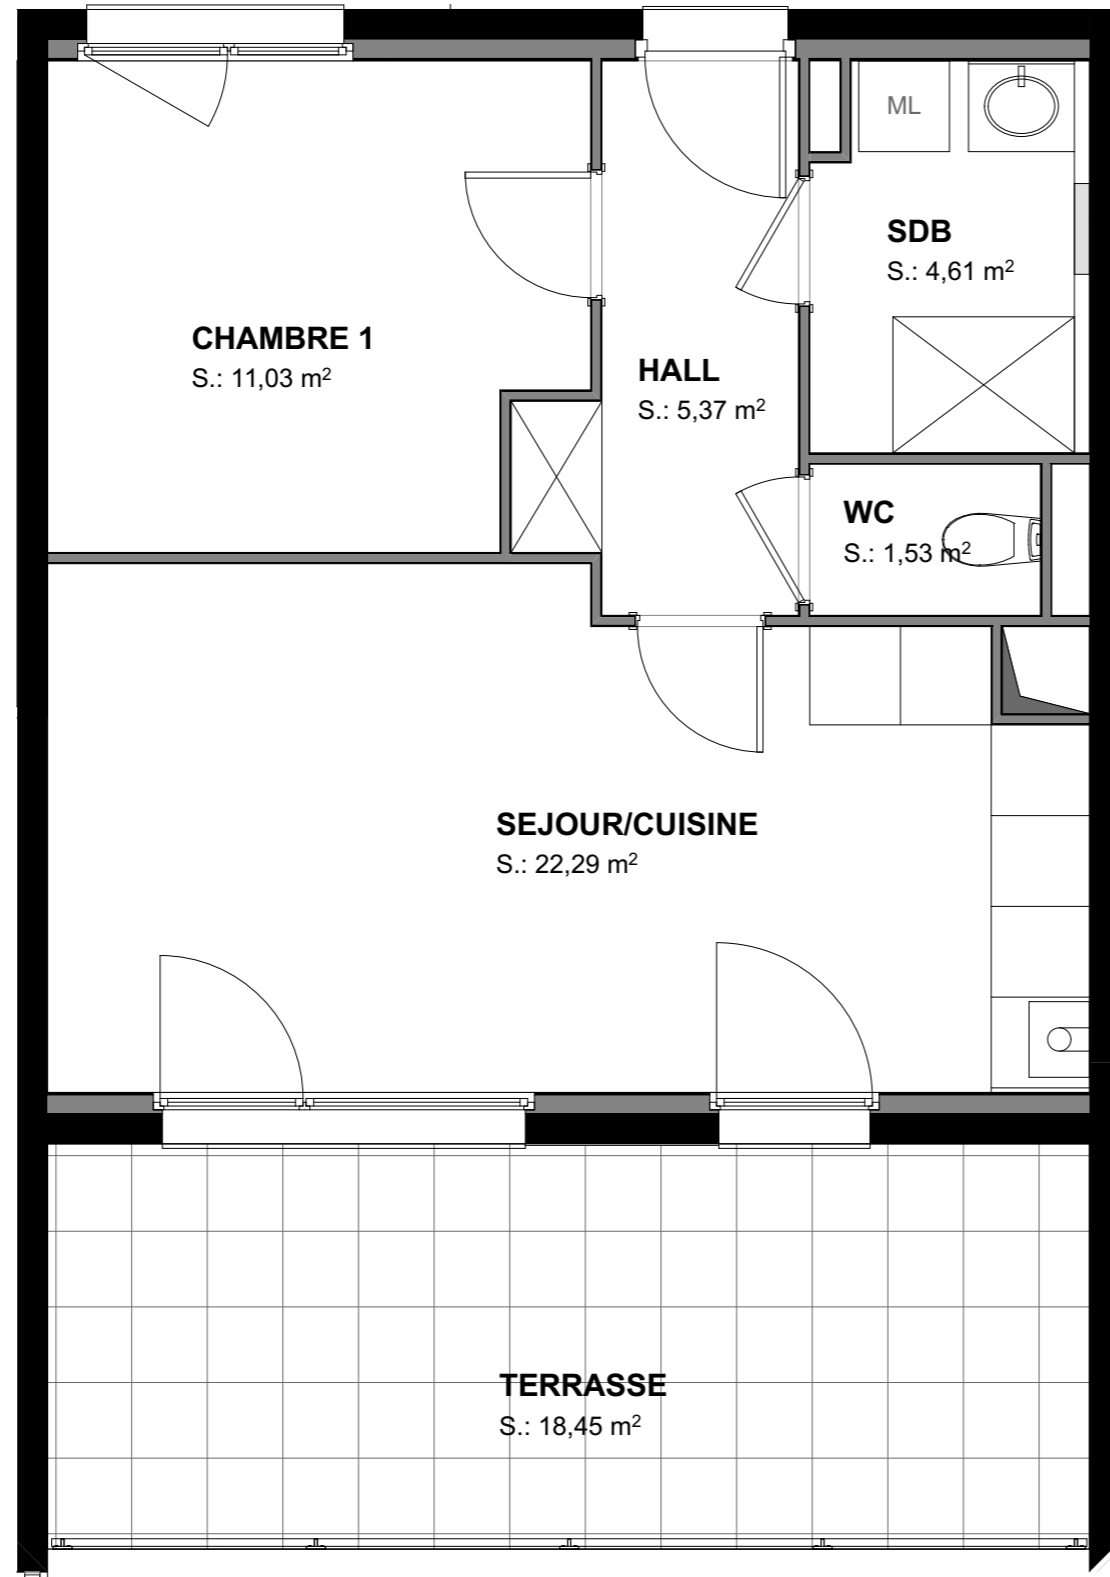 ML
SDB
S.: 4,61 m²
CHAMBRE 1
S.: 11,03 m²
HALL
S.: 5,37 m²
WC
S.: 1,53 m²
SEJOUR/CUISINE
S.: 22,29 m²
TERRASSE
S.: 18,45 m²